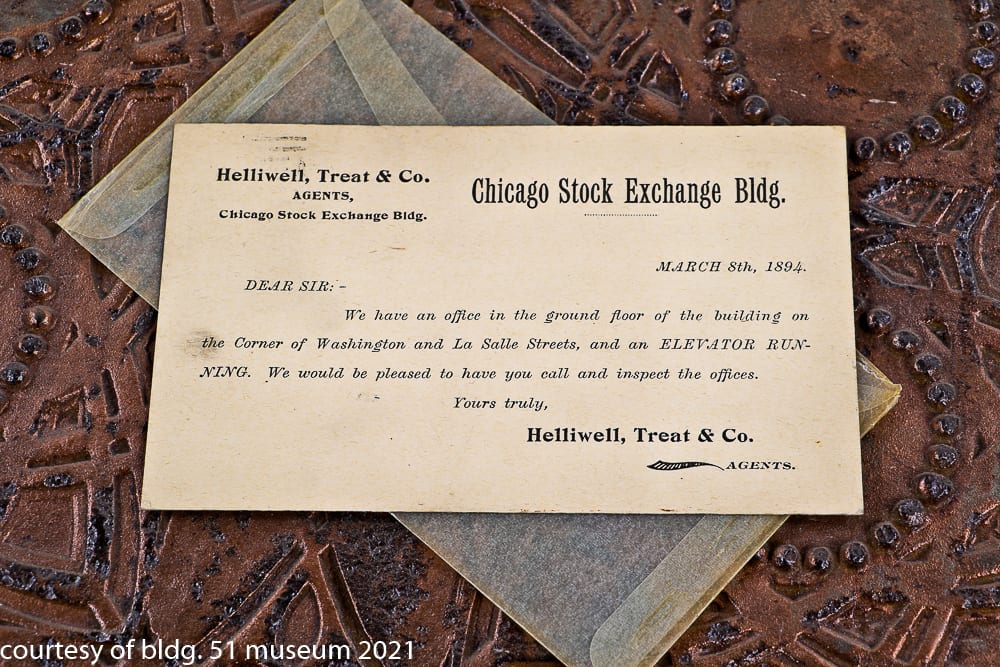 Helliwell, Treat & Co.
AGENTS,
Chicago Stock Exchange Bldg.
Chicago Stock Exchange Bldg.
MARCH 8th, 1894.
DEAR SIR:-
We have an office in the ground floor of the building on
the Corner of Washington and La Salle Streets, and an ELEVATOR RUN-
NING. We would be pleased to have you call and inspect the offices.
Yours truly,
Helliwell, Treat & Co.
AGENTS.
courtesy of bldg. 51 museum 2021